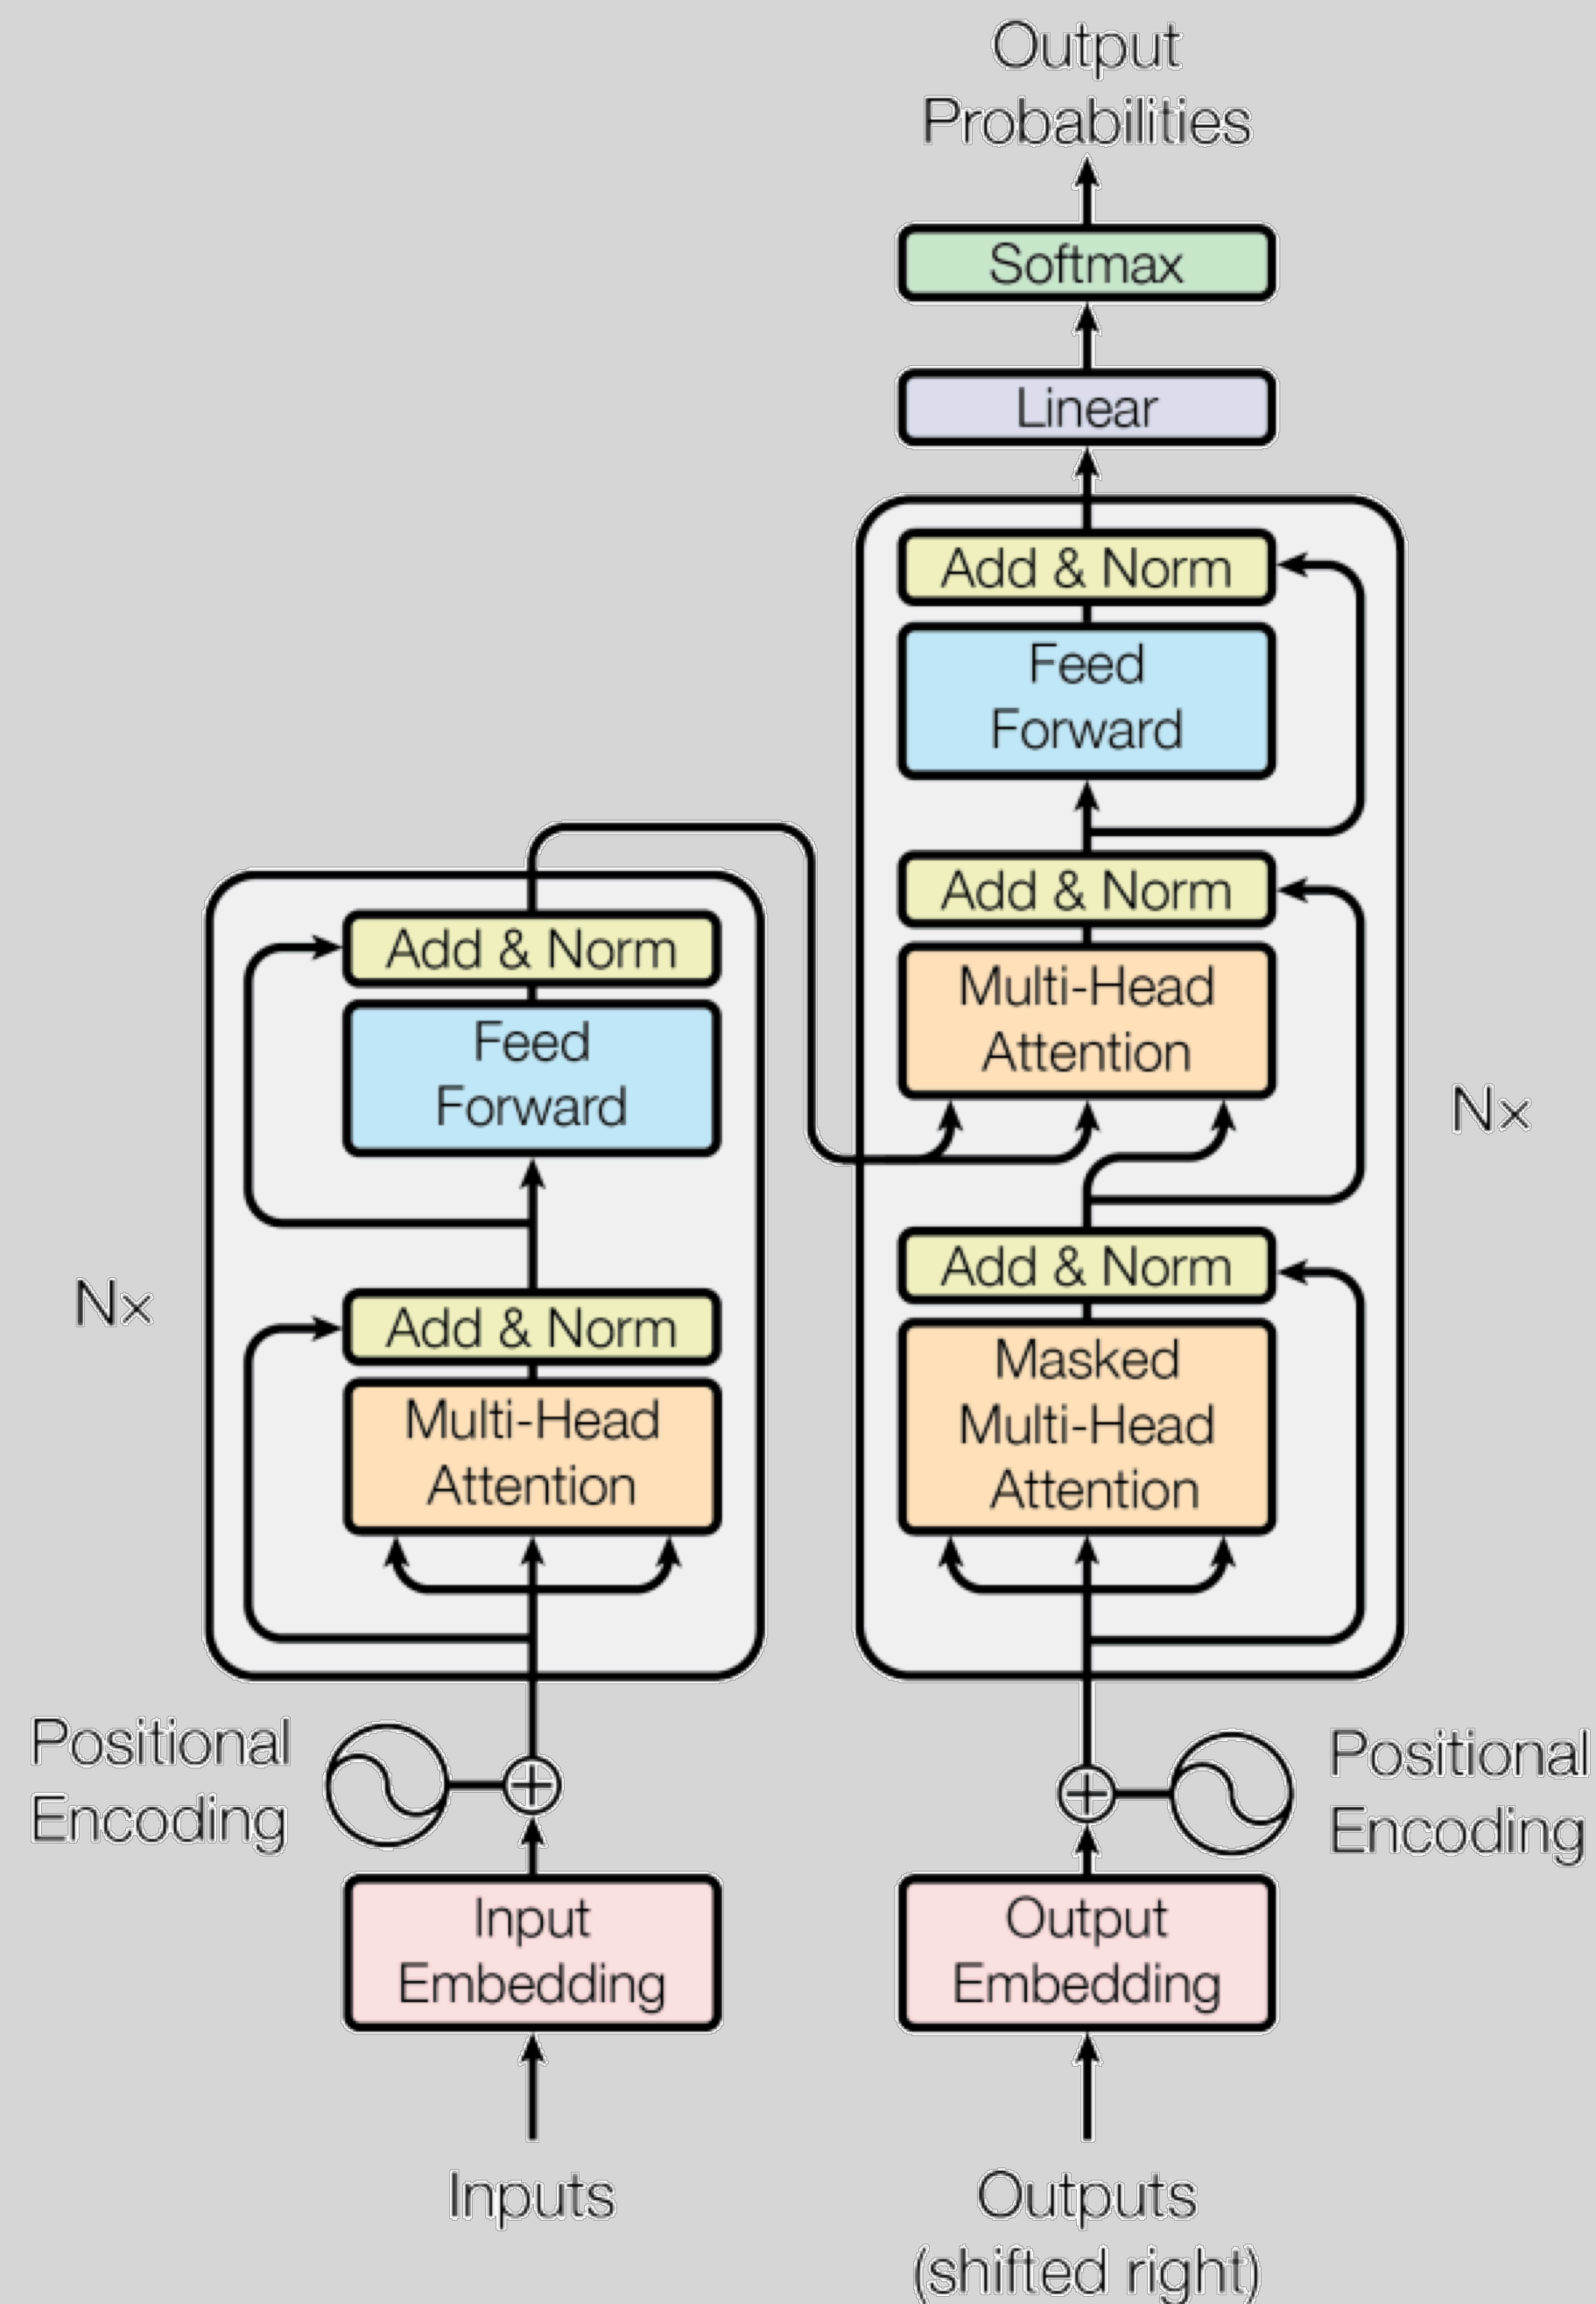 Output
Probabilities
Softmax
Linear
Add & Norm
Feed
Forward
Add & Norm
Multi-Head
Attention
Add & Norm
Masked
Multi-Head
Attention
Nx
Add & Norm
Feed
Forward
Add & Norm
Multi-Head
Attention
Nx
Positional
Encoding
Positional
Encoding
Input
Embedding
Output
Embedding
Inputs
Outputs
(shifted right)